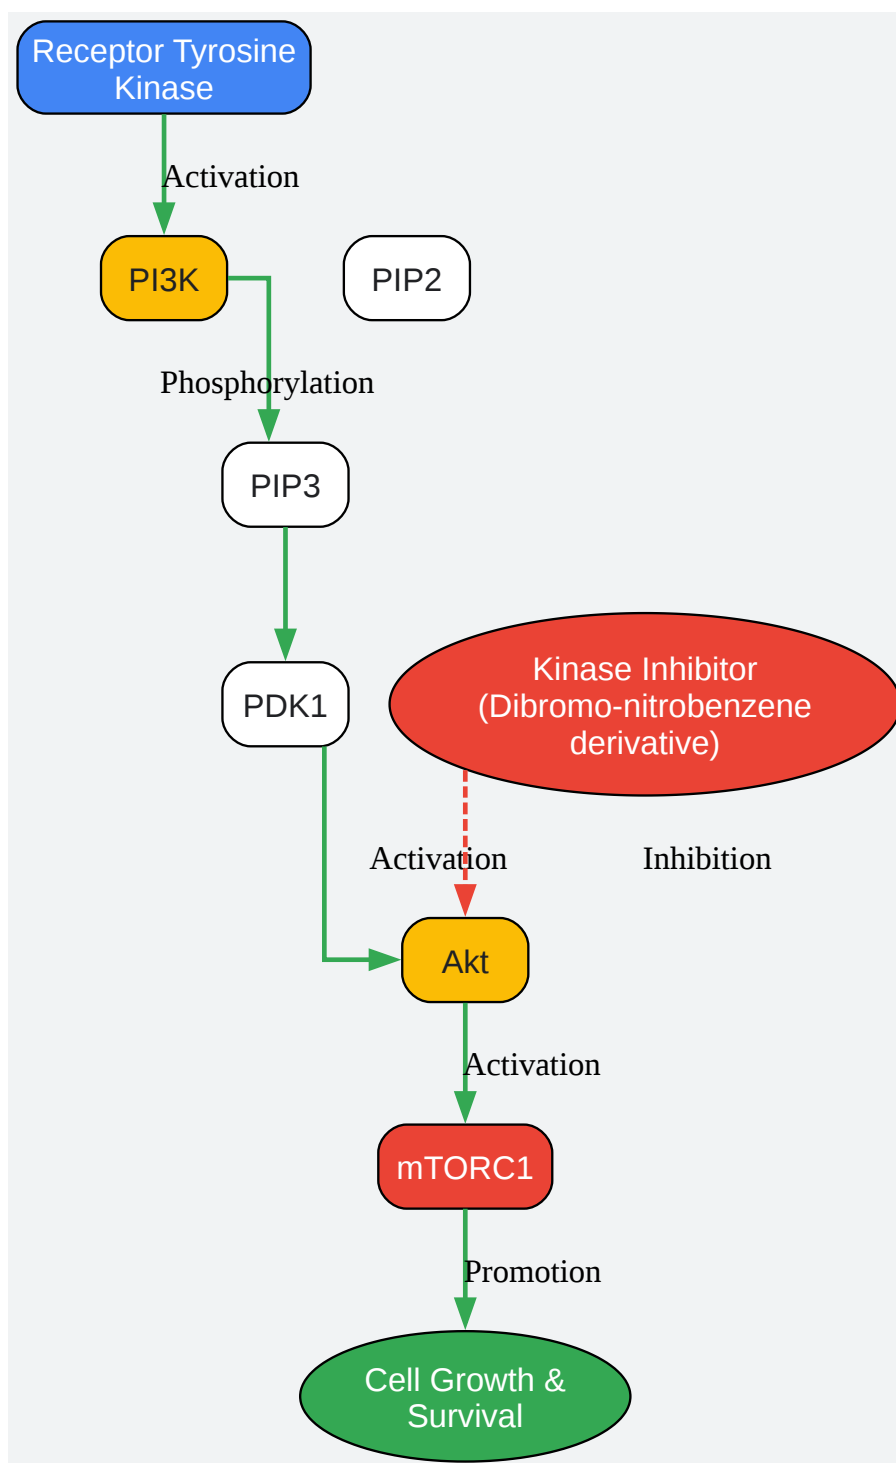 Receptor Tyrosine
Kinase
Activation
PI3K
PIP2
Phosphorylation
PIP3
PDK1
Kinase Inhibitor
(Dibromo-nitrobenzene
derivative)
Activation
Inhibition
Akt
Activation
mTORC1
Promotion
Cell Growth &
Survival